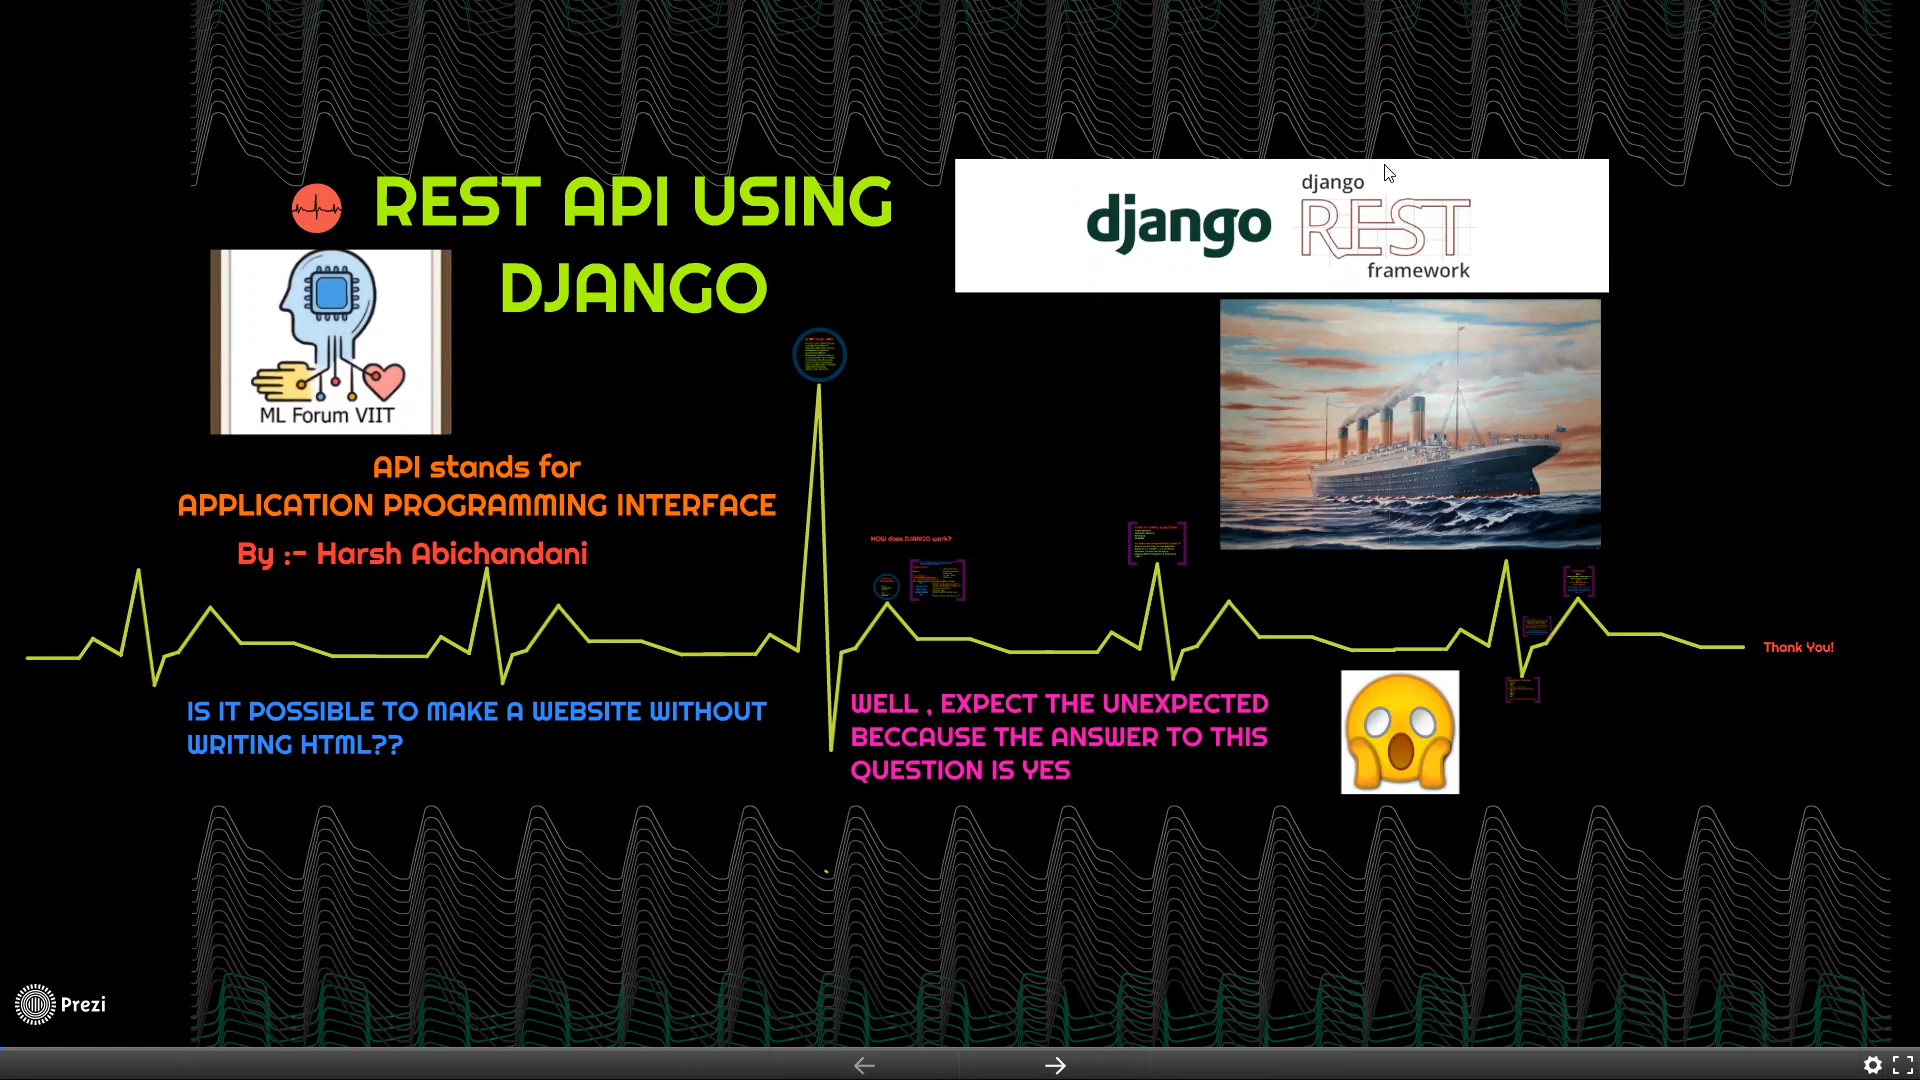 REST API USING
DJANGO
django
django
REST
framework
ML Forum VIIT
API stands for
APPLICATION PROGRAMMING INTERFACE
By :- Harsh Abichandani
HOW does DJANGO work?
Thank You!
IS IT POSSIBLE TO MAKE A WEBSITE WITHOUT
WRITING HTML??
WELL , EXPECT THE UNEXPECTED
BECCAUSE THE ANSWER TO THIS
QUESTION IS YES
Prezi